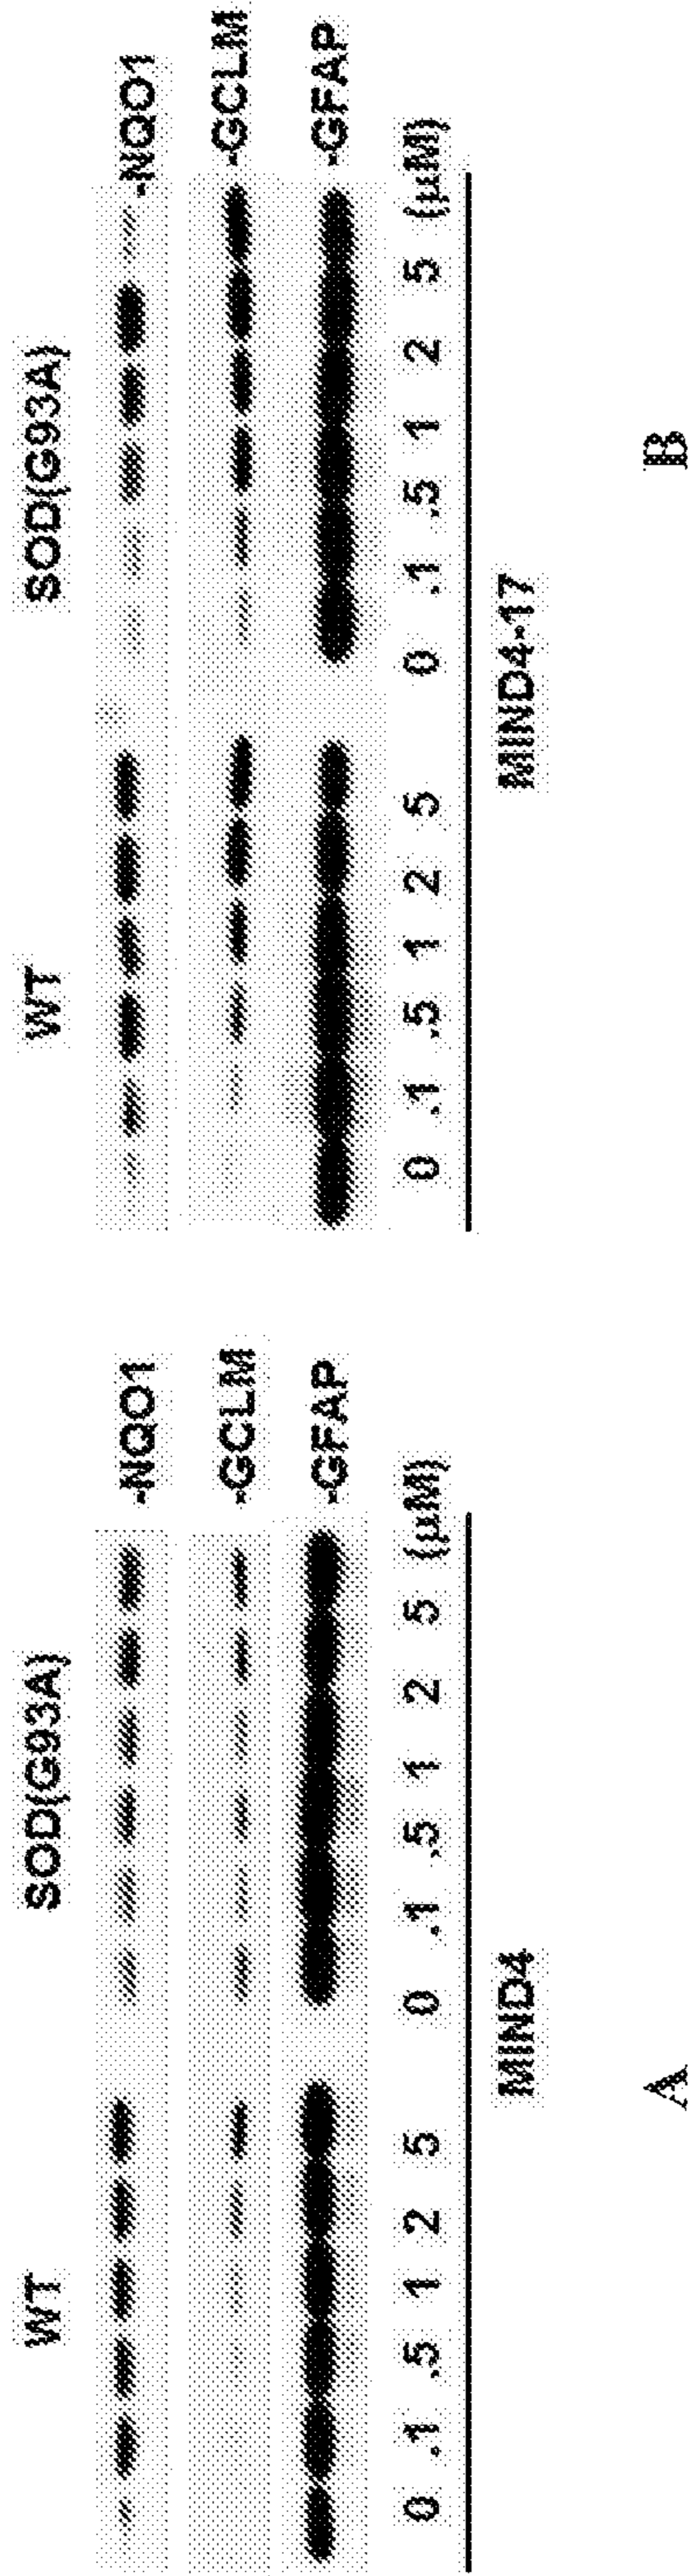 WT SOD(G93A)
-NQO1
-GCLM
-GFAP
0 .1 .5 1 2 5 0 .1 .5 1 2 5 (µM)
MIND4
A
WT SOD(G93A)
-NQO1
-GCLM
-GFAP
0 .1 .5 1 2 5 0 .1 .5 1 2 5 (µM)
MIND4-17
B